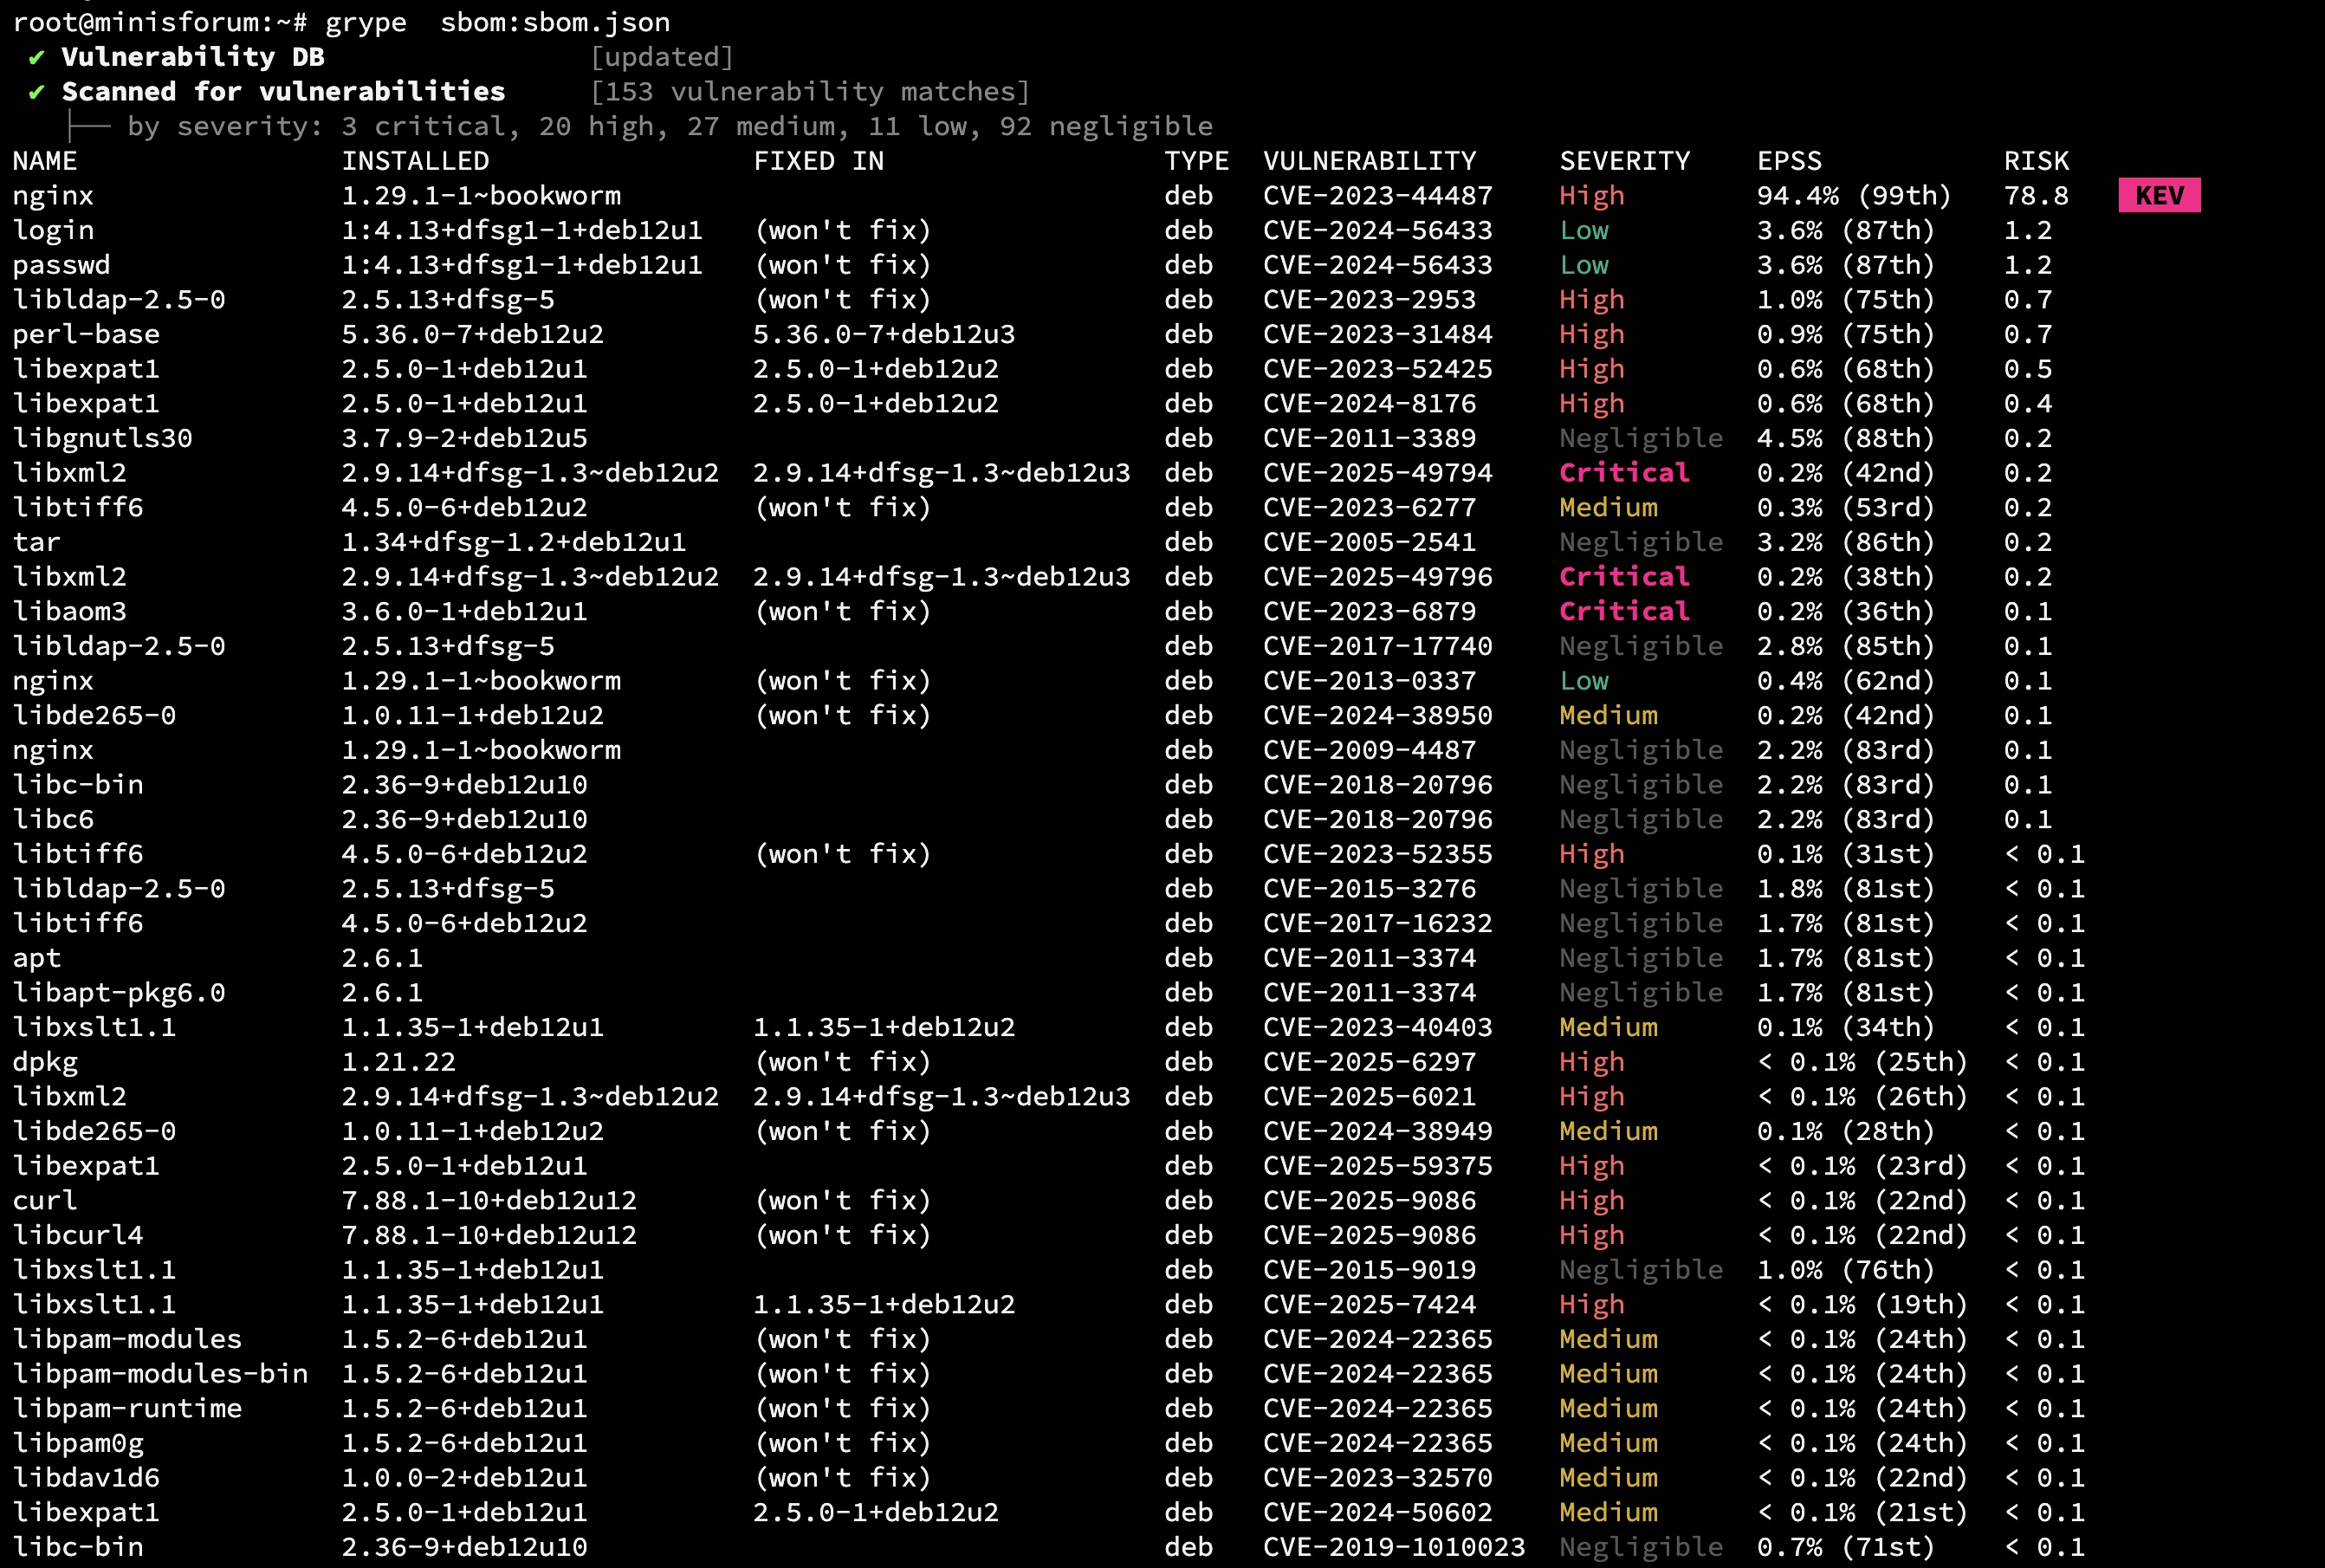 root@minisforum:~# grype  sbom:sbom.json
✔ Vulnerability DB                [updated]
✔ Scanned for vulnerabilities     [153 vulnerability matches]
├── by severity: 3 critical, 20 high, 27 medium, 11 low, 92 negligible
NAME INSTALLED FIXED IN TYPE VULNERABILITY SEVERITY EPSS RISK
nginx 1.29.1-1~bookworm deb CVE-2023-44487 High 94.4% (99th) 78.8 KEV
login 1:4.13+dfsg1-1+deb12u1 (won't fix) deb CVE-2024-56433 Low 3.6% (87th) 1.2
passwd 1:4.13+dfsg1-1+deb12u1 (won't fix) deb CVE-2024-56433 Low 3.6% (87th) 1.2
libldap-2.5-0 2.5.13+dfsg-5 (won't fix) deb CVE-2023-2953 High 1.0% (75th) 0.7
perl-base 5.36.0-7+deb12u2 5.36.0-7+deb12u3 deb CVE-2023-31484 High 0.9% (75th) 0.7
libexpat1 2.5.0-1+deb12u1 2.5.0-1+deb12u2 deb CVE-2023-52425 High 0.6% (68th) 0.5
libexpat1 2.5.0-1+deb12u1 2.5.0-1+deb12u2 deb CVE-2024-8176 High 0.6% (68th) 0.4
libgnutls30 3.7.9-2+deb12u5 deb CVE-2011-3389 Negligible 4.5% (88th) 0.2
libxml2 2.9.14+dfsg-1.3~deb12u2 2.9.14+dfsg-1.3~deb12u3 deb CVE-2025-49794 Critical 0.2% (42nd) 0.2
libtiff6 4.5.0-6+deb12u2 (won't fix) deb CVE-2023-6277 Medium 0.3% (53rd) 0.2
tar 1.34+dfsg-1.2+deb12u1 deb CVE-2005-2541 Negligible 3.2% (86th) 0.2
libxml2 2.9.14+dfsg-1.3~deb12u2 2.9.14+dfsg-1.3~deb12u3 deb CVE-2025-49796 Critical 0.2% (38th) 0.2
libaom3 3.6.0-1+deb12u1 (won't fix) deb CVE-2023-6879 Critical 0.2% (36th) 0.1
libldap-2.5-0 2.5.13+dfsg-5 deb CVE-2017-17740 Negligible 2.8% (85th) 0.1
nginx 1.29.1-1~bookworm (won't fix) deb CVE-2013-0337 Low 0.4% (62nd) 0.1
libde265-0 1.0.11-1+deb12u2 (won't fix) deb CVE-2024-38950 Medium 0.2% (42nd) 0.1
nginx 1.29.1-1~bookworm deb CVE-2009-4487 Negligible 2.2% (83rd) 0.1
libc-bin 2.36-9+deb12u10 deb CVE-2018-20796 Negligible 2.2% (83rd) 0.1
libc6 2.36-9+deb12u10 deb CVE-2018-20796 Negligible 2.2% (83rd) 0.1
libtiff6 4.5.0-6+deb12u2 (won't fix) deb CVE-2023-52355 High 0.1% (31st) < 0.1
libldap-2.5-0 2.5.13+dfsg-5 deb CVE-2015-3276 Negligible 1.8% (81st) < 0.1
libtiff6 4.5.0-6+deb12u2 deb CVE-2017-16232 Negligible 1.7% (81st) < 0.1
apt 2.6.1 deb CVE-2011-3374 Negligible 1.7% (81st) < 0.1
libapt-pkg6.0 2.6.1 deb CVE-2011-3374 Negligible 1.7% (81st) < 0.1
libxslt1.1 1.1.35-1+deb12u1 1.1.35-1+deb12u2 deb CVE-2023-40403 Medium 0.1% (34th) < 0.1
dpkg 1.21.22 (won't fix) deb CVE-2025-6297 High < 0.1% (25th) < 0.1
libxml2 2.9.14+dfsg-1.3~deb12u2 2.9.14+dfsg-1.3~deb12u3 deb CVE-2025-6021 High < 0.1% (26th) < 0.1
libde265-0 1.0.11-1+deb12u2 (won't fix) deb CVE-2024-38949 Medium 0.1% (28th) < 0.1
libexpat1 2.5.0-1+deb12u1 deb CVE-2025-59375 High < 0.1% (23rd) < 0.1
curl 7.88.1-10+deb12u12 (won't fix) deb CVE-2025-9086 High < 0.1% (22nd) < 0.1
libcurl4 7.88.1-10+deb12u12 (won't fix) deb CVE-2025-9086 High < 0.1% (22nd) < 0.1
libxslt1.1 1.1.35-1+deb12u1 deb CVE-2015-9019 Negligible 1.0% (76th) < 0.1
libxslt1.1 1.1.35-1+deb12u1 1.1.35-1+deb12u2 deb CVE-2025-7424 High < 0.1% (19th) < 0.1
libpam-modules 1.5.2-6+deb12u1 (won't fix) deb CVE-2024-22365 Medium < 0.1% (24th) < 0.1
libpam-modules-bin 1.5.2-6+deb12u1 (won't fix) deb CVE-2024-22365 Medium < 0.1% (24th) < 0.1
libpam-runtime 1.5.2-6+deb12u1 (won't fix) deb CVE-2024-22365 Medium < 0.1% (24th) < 0.1
libpam0g 1.5.2-6+deb12u1 (won't fix) deb CVE-2024-22365 Medium < 0.1% (24th) < 0.1
libdav1d6 1.0.0-2+deb12u1 (won't fix) deb CVE-2023-32570 Medium < 0.1% (22nd) < 0.1
libexpat1 2.5.0-1+deb12u1 2.5.0-1+deb12u2 deb CVE-2024-50602 Medium < 0.1% (21st) < 0.1
libc-bin 2.36-9+deb12u10 deb CVE-2019-1010023 Negligible 0.7% (71st) < 0.1